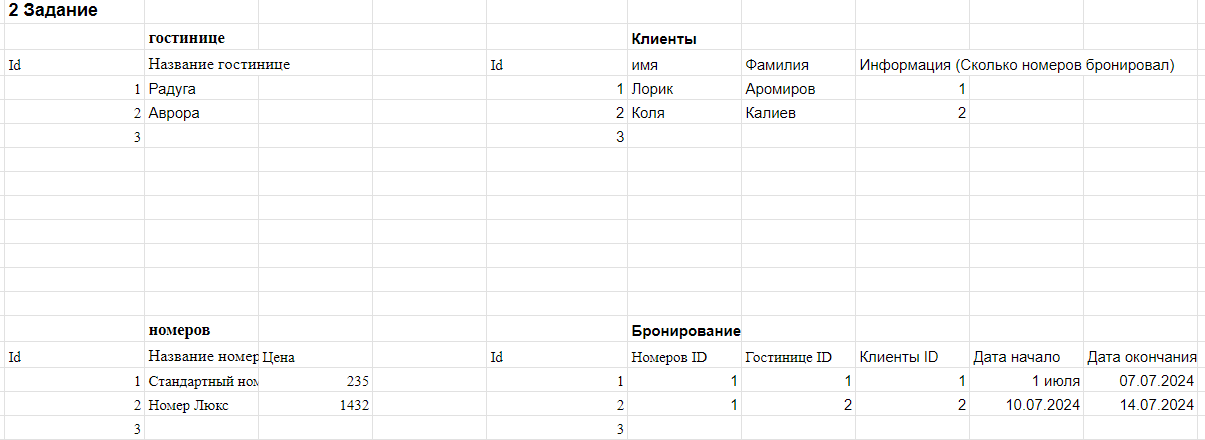 2 Задание
гостинице Клиенты
Id Название гостинице Id имя Фамилия Информация (Сколько номеров бронировал)
1 Радуга 1 Лорик Аромиров 1
2 Аврора 2 Коля Калиев 2
3 3
номеров Бронирование
Id Название номер Цена Id Номеров ID Гостинице ID Клиенты ID Дата начало Дата окончания
1 Стандартный ном 235 1 1 1 1 1 июля 07.07.2024
2 Номер Люкс 1432 2 1 2 2 10.07.2024 14.07.2024
3 3